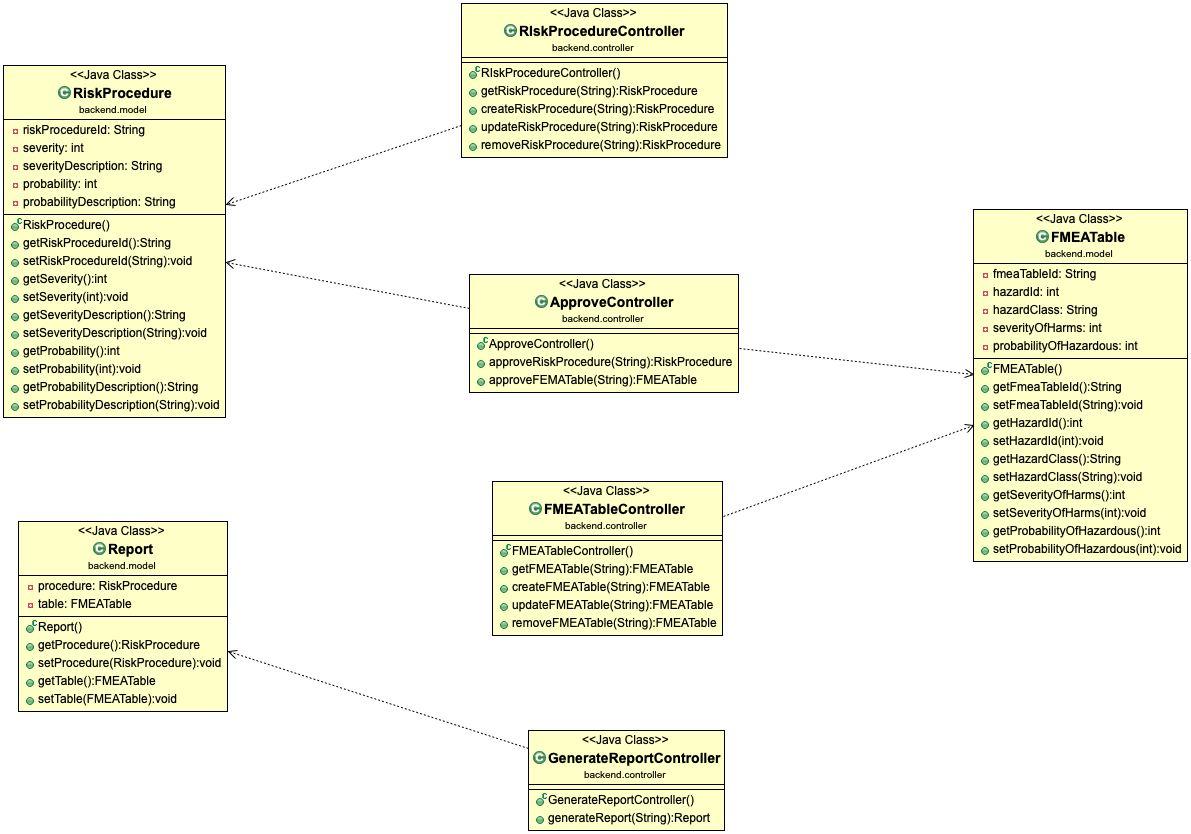 <<Java Class>>
RIskProcedureController
backend.controller
RIskProcedureController()
getRiskProcedure(String):RiskProcedure
createRiskProcedure(String):RiskProcedure
updateRiskProcedure(String):RiskProcedure
removeRiskProcedure(String):RiskProcedure
<<Java Class>>
RiskProcedure
backend.model
riskProcedureId: String
severity: int
severityDescription: String
probability: int
probabilityDescription: String
RiskProcedure()
getRiskProcedureId():String
setRiskProcedureId(String):void
getSeverity():int
setSeverity(int):void
getSeverityDescription():String
setSeverityDescription(String):void
getProbability():int
setProbability(int):void
getProbabilityDescription():String
setProbabilityDescription(String):void
<<Java Class>>
ApproveController
backend.controller
ApproveController()
approveRiskProcedure(String):RiskProcedure
approveFEMATable(String):FMEATable
<<Java Class>>
FMEATable
backend.model
fmeaTableId: String
hazardId: int
hazardClass: String
severityOfHarms: int
probabilityOfHazardous: int
FMEATable()
getFmeaTableId():String
setFmeaTableId(String):void
getHazardId():int
setHazardId(int):void
getHazardClass():String
setHazardClass(String):void
getSeverityOfHarms():int
setSeverityOfHarms(int):void
getProbabilityOfHazardous():int
setProbabilityOfHazardous(int):void
<<Java Class>>
FMEATableController
backend.controller
FMEATableController()
getFMEATable(String):FMEATable
createFMEATable(String):FMEATable
updateFMEATable(String):FMEATable
removeFMEATable(String):FMEATable
<<Java Class>>
Report
backend.model
procedure: RiskProcedure
table: FMEATable
Report()
getProcedure():RiskProcedure
setProcedure(RiskProcedure):void
getTable():FMEATable
setTable(FMEATable):void
<<Java Class>>
GenerateReportController
backend.controller
GenerateReportController()
generateReport(String):Report